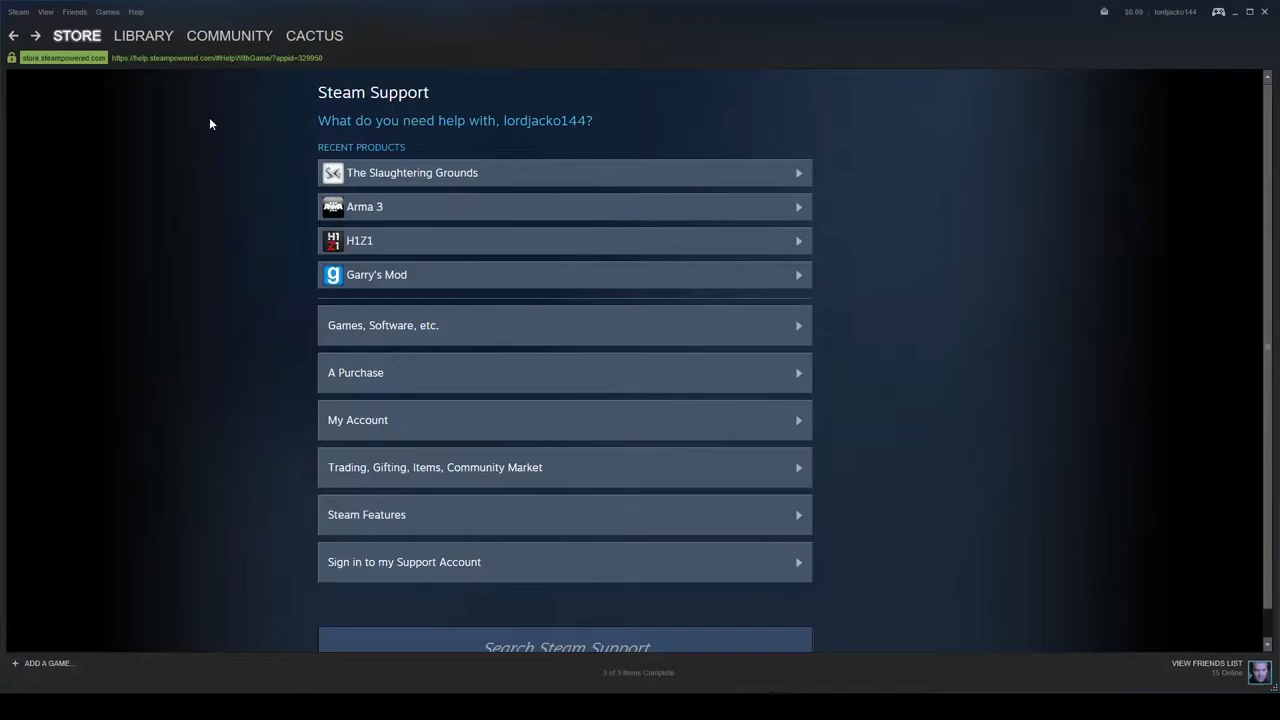 Steam View Friends Games Help
$0.09 lordjacko144
STORE LIBRARY COMMUNITY CACTUS
store.steampowered.com https://help.steampowered.com/#HelpWithGame/?appid=329950
Steam Support
What do you need help with, lordjacko144?
RECENT PRODUCTS
The Slaughtering Grounds
Arma 3
H1Z1
H1Z1
g Garry's Mod
Games, Software, etc.
A Purchase
My Account
Trading, Gifting, Items, Community Market
Steam Features
Sign in to my Support Account
Search Steam Support
+ ADD A GAME...
3 of 3 Items Complete
VIEW FRIENDS LIST
15 Online